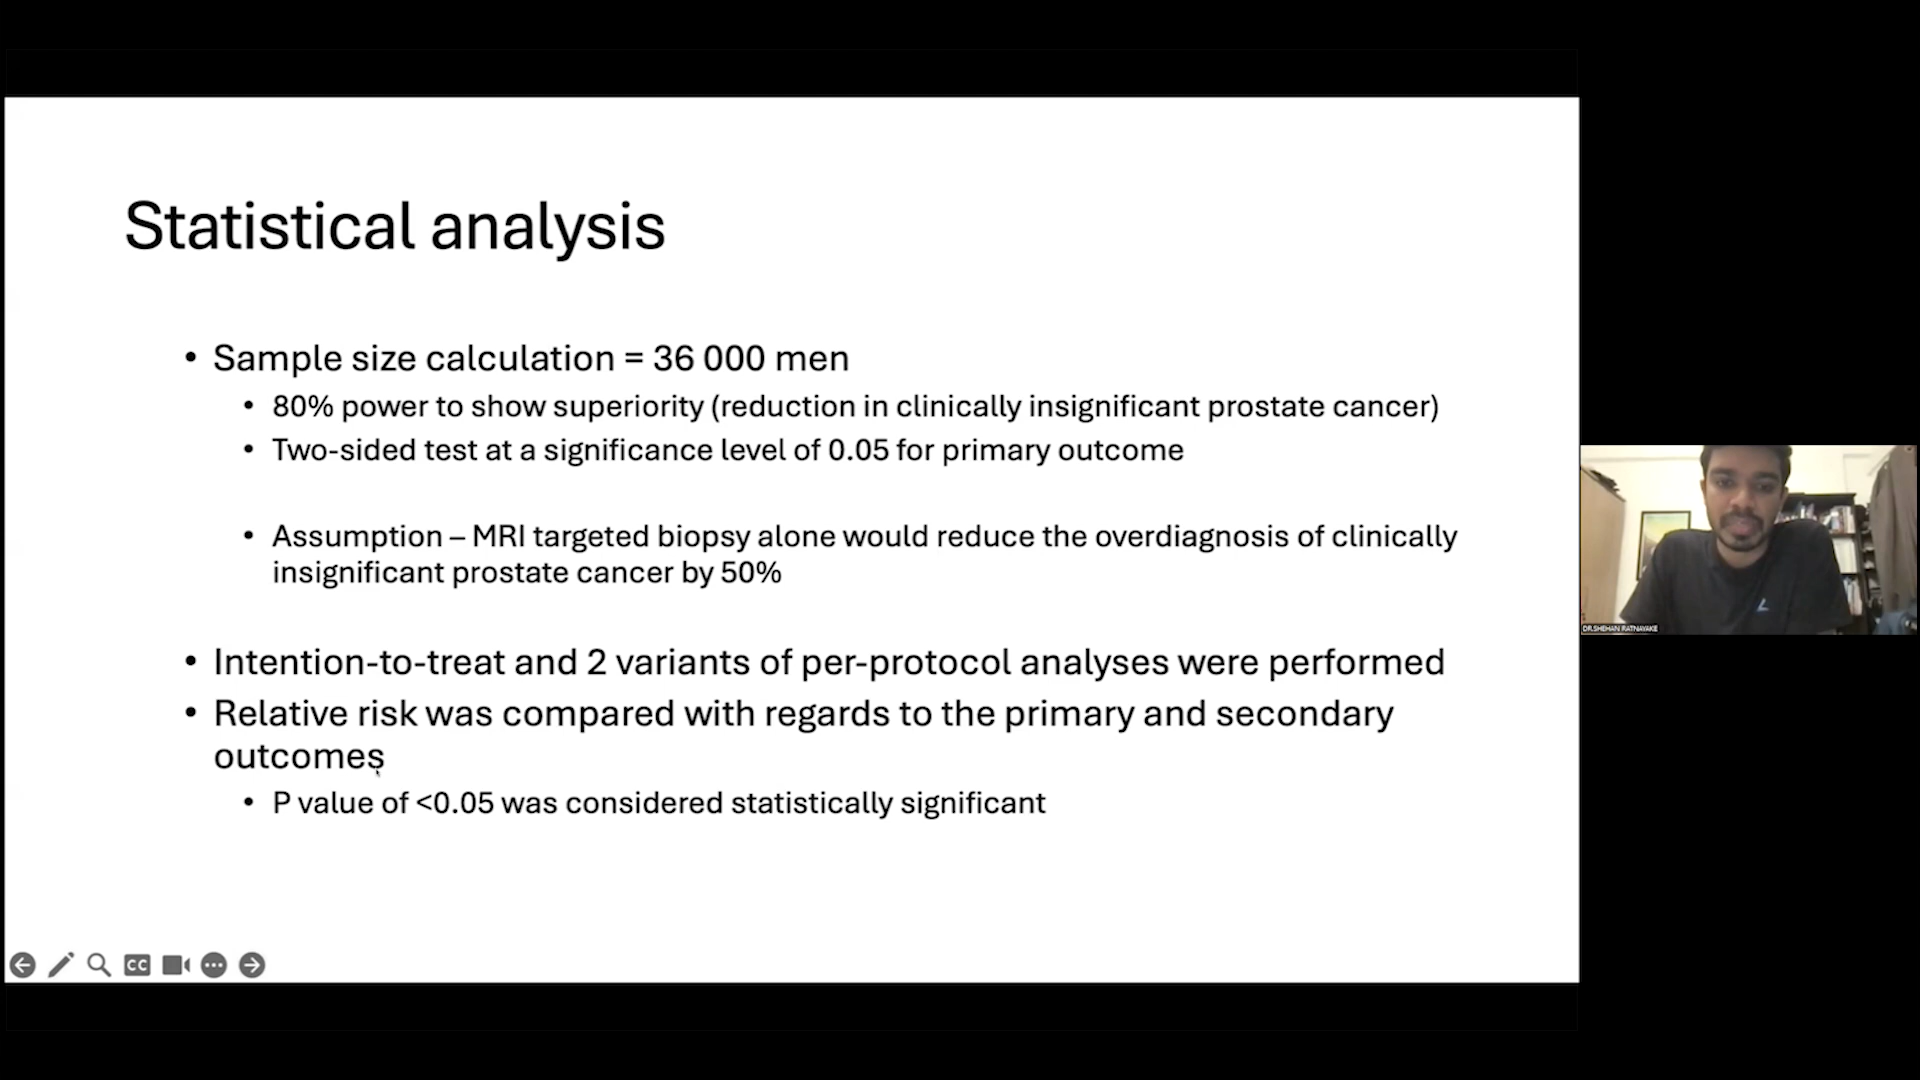 Statistical analysis
• Sample size calculation = 36 000 men
• 80% power to show superiority (reduction in clinically insignificant prostate cancer)
• Two-sided test at a significance level of 0.05 for primary outcome
• Assumption – MRI targeted biopsy alone would reduce the overdiagnosis of clinically
insignificant prostate cancer by 50%
• Intention-to-treat and 2 variants of per-protocol analyses were performed
• Relative risk was compared with regards to the primary and secondary
outcomes
• P value of <0.05 was considered statistically significant
CC
DR.SHEHAN RATNAYAKE